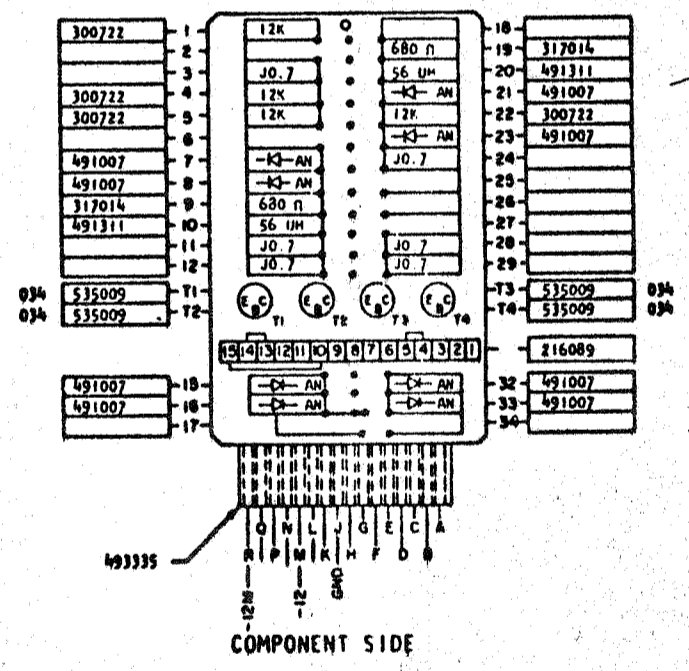 300722 - 1 - 12K - 18 -
- 2 - 680 Ω - 19 - 317014
- 3 - J0.7 56 UH - 20 - 491311
300722 - 4 - 12K AN - 21 - 491007
300722 - 5 - 12K 12K - 22 - 300722
- 6 - AN - 23 - 491007
491007 - 7 - AN J0.7 - 24 -
491007 - 8 - AN - 25 -
317014 - 9 - 680 Ω - 26 -
491311 - 10 - 56 UH - 27 -
- 11 - J0.7 J0.7 - 28 -
- 12 - J0.7 J0.7 - 29 -
034 535009 - T1 E B C E B C E B C E B C - T3 - 535009 034
034 535009 - T2 - T1 T2 T3 T4 - T4 - 535009 034
15 14 13 12 11 10 9 8 7 6 5 4 3 2 1 - 216089
491007 - 15 - AN AN - 32 - 491007
491007 - 16 - AN AN - 33 - 491007
- 17 - - 34 -
Q N L J G E C A
493335 R P M K H F D B
-12M -12 GND
COMPONENT SIDE